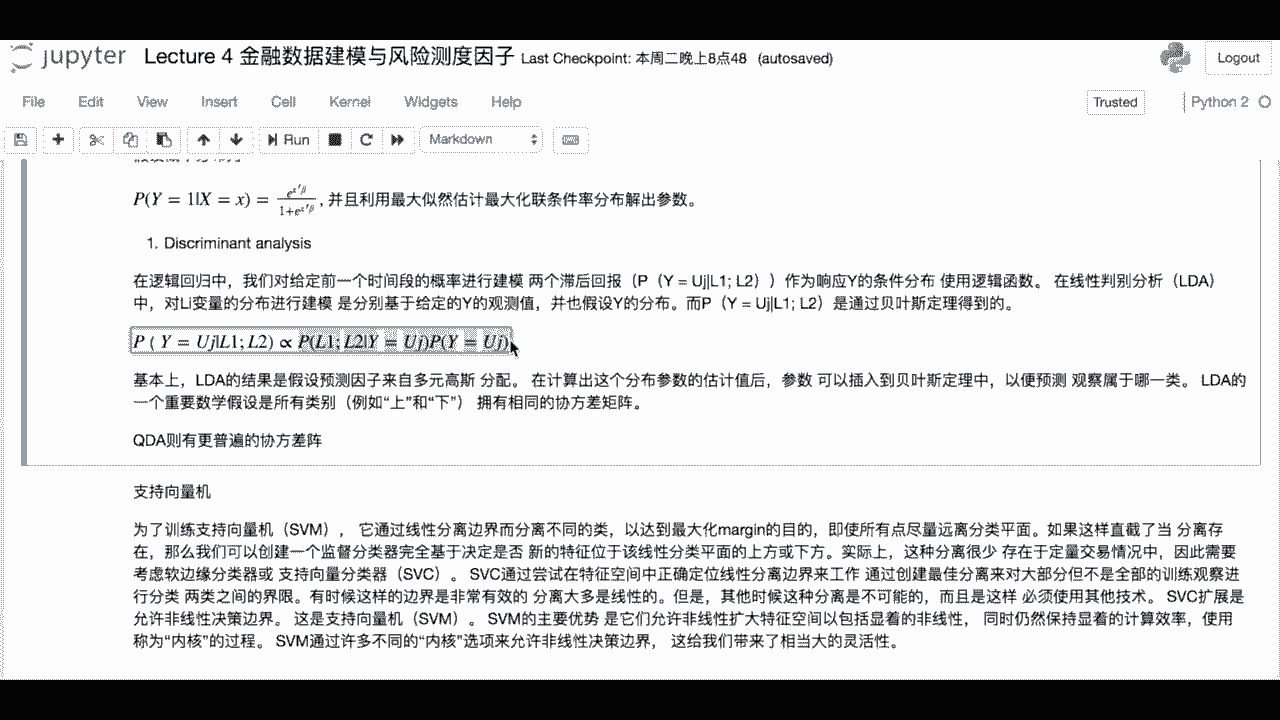 jupyter Lecture 4 金融数据建模与风险测度因子 Last Checkpoint: 本周二晚上8点48 (autosaved) Logout
File Edit View Insert Cell Kernel Widgets Help Trusted Python 2
Run Markdown
P(Y = 1|X = x) = e^{x'β} / 1+e^{x'β} , 并且利用最大似然估计最大化联条件率分布解出参数。
1. Discriminant analysis
在逻辑回归中，我们对给定前一个时间段的概率进行建模 两个滞后回报（P（Y = Uj|L1; L2））作为响应Y的条件分布 使用逻辑函数。 在线性判别分析（LDA）
中，对Li变量的分布进行建模 是分别基于给定的Y的观测值，并也假设Y的分布。而P（Y = Uj|L1; L2）是通过贝叶斯定理得到的。
P ( Y = Uj|L1; L2) ∝ P(L1; L2|Y = Uj)P(Y = Uj)
基本上，LDA的结果是假设预测因子来自多元高斯 分配。 在计算出这个分布参数的估计值后，参数 可以插入到贝叶斯定理中，以便预测 观察属于哪一类。 LDA的
一个重要数学假设是所有类别（例如“上”和“下”） 拥有相同的协方差矩阵。
QDA则有更普遍的协方差阵
支持向量机
为了训练支持向量机（SVM）， 它通过线性分离边界而分离不同的类，以达到最大化margin的目的，即使所有点尽量远离分类平面。如果这样直截了当 分离存
在，那么我们可以创建一个监督分类器完全基于决定是否 新的特征位于该线性分类平面的上方或下方。实际上，这种分离很少 存在于定量交易情况中，因此需要
考虑软边缘分类器或 支持向量分类器（SVC）。 SVC通过尝试在特征空间中正确定位线性分离边界来工作 通过创建最佳分离来对大部分但不是全部的训练观察进
行分类 两类之间的界限。有时候这样的边界是非常有效的 分离大多是线性的。但是，其他时候这种分离是不可能的，而且是这样 必须使用其他技术。 SVC扩展是
允许非线性决策边界。 这是支持向量机（SVM）。 SVM的主要优势 是它们允许非线性扩大特征空间以包括显着的非线性， 同时仍然保持显着的计算效率，使用
称为“内核”的过程。 SVM通过许多不同的“内核”选项来允许非线性决策边界， 这给我们带来了相当大的灵活性。